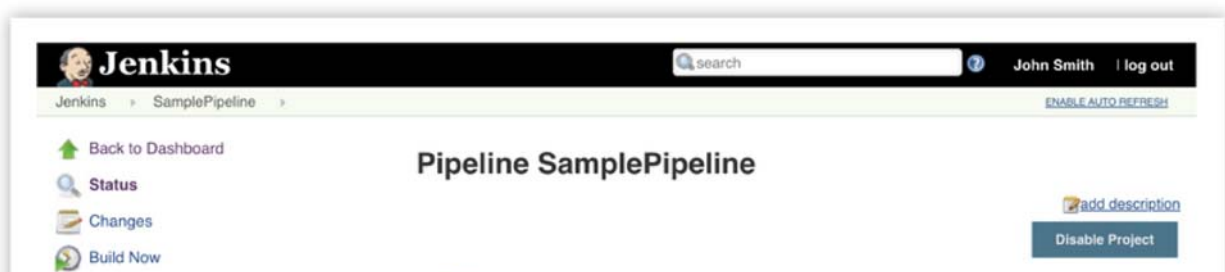 Jenkins
search
John Smith | log out
Jenkins SamplePipeline
ENABLE AUTO REFRESH
Back to Dashboard
Status
Changes
Build Now
Pipeline SamplePipeline
add description
Disable Project